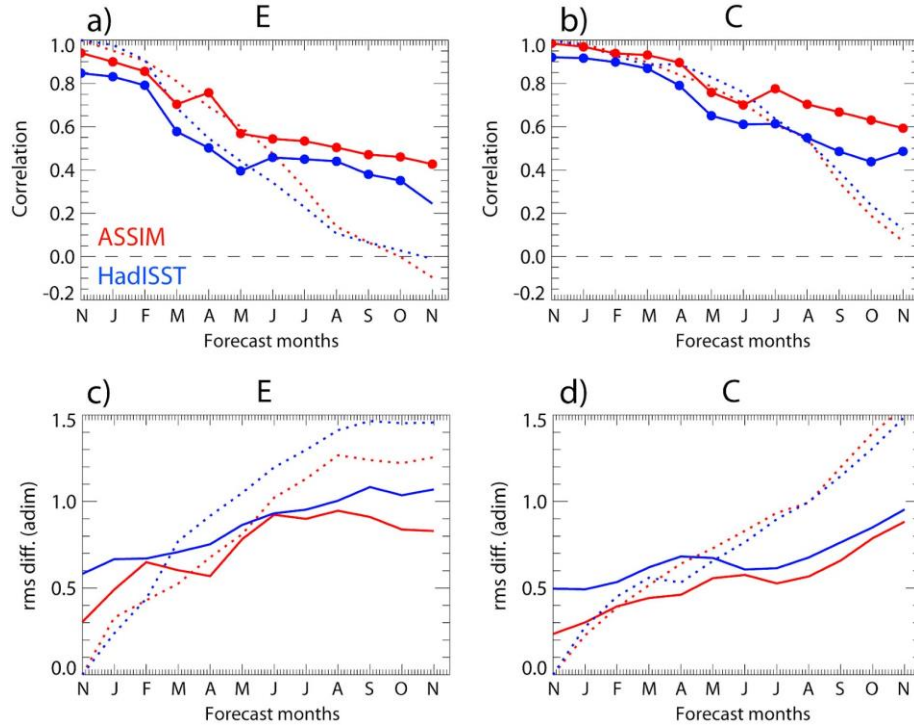 a) E
1.0
0.8
0.6
0.4
0.2
0.0
-0.2
Correlation
ASSIM
HadISST
N J F M A M J J A S O N
Forecast months
b) C
1.0
0.8
0.6
0.4
0.2
0.0
-0.2
Correlation
N J F M A M J J A S O N
Forecast months
c) E
1.5
1.0
0.5
0.0
rms diff. (adim)
N J F M A M J J A S O N
Forecast months
d) C
1.5
1.0
0.5
0.0
rms diff. (adim)
N J F M A M J J A S O N
Forecast months